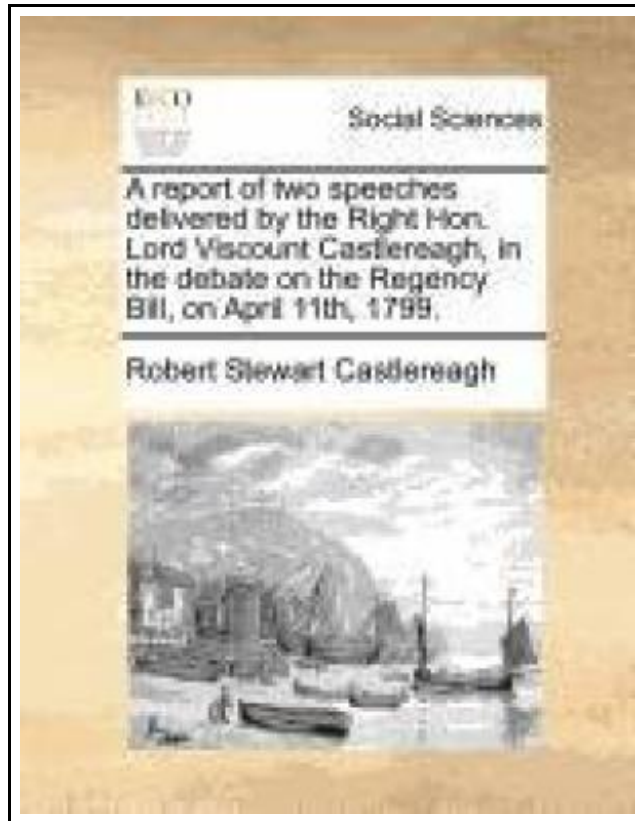 ECCO
Social Sciences
A report of two speeches
delivered by the Right Hon.
Lord Viscount Castlereagh, in
the debate on the Regency
Bill, on April 11th, 1799.
Robert Stewart Castlereagh